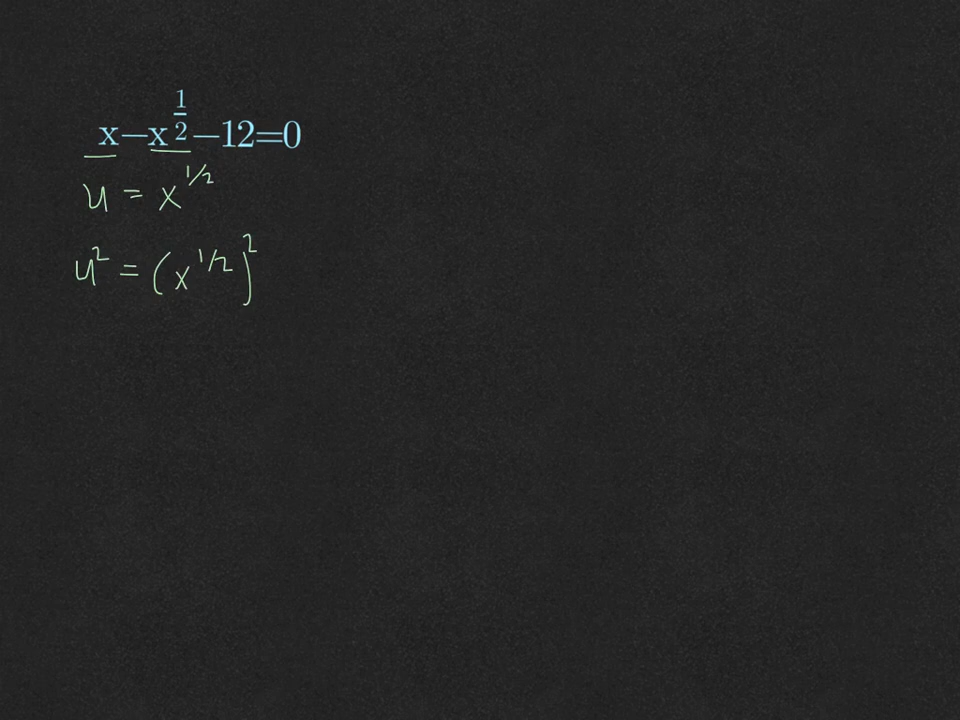 x−x^{1/2}−12=0
u = x^{1/2}
u² = (x^{1/2})²